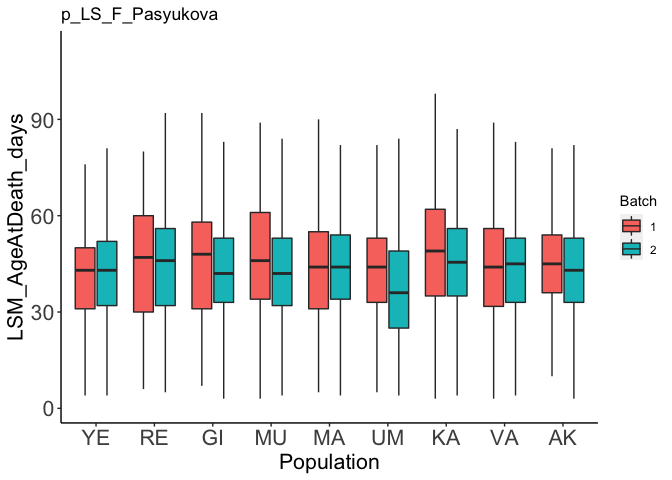 p_LS_F_Pasyukova
LSM_AgeAtDeath_days
90
60
30
0
YE RE GI MU MA UM KA VA AK
Population
Batch
1
2